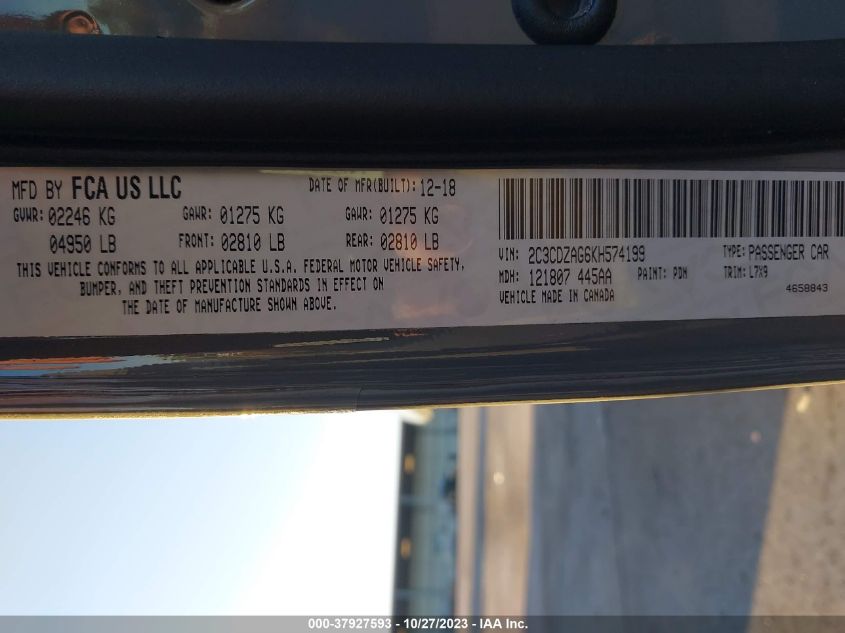 MFD BY FCA US LLC DATE OF MFR(BUILT): 12-18
GVWR: 02246 KG GAWR: 01275 KG GAWR: 01275 KG
04950 LB FRONT: 02810 LB REAR: 02810 LB
THIS VEHICLE CONFORMS TO ALL APPLICABLE U.S.A. FEDERAL MOTOR VEHICLE SAFETY,
BUMPER, AND THEFT PREVENTION STANDARDS IN EFFECT ON
THE DATE OF MANUFACTURE SHOWN ABOVE.
VIN: 2C3CDZAG6KH574199 TYPE: PASSENGER CAR
MDH: 121807 445AA PAINT: PDN TRIM: L7X9
VEHICLE MADE IN CANADA 4658843
000-37927593 - 10/27/2023 - IAA Inc.